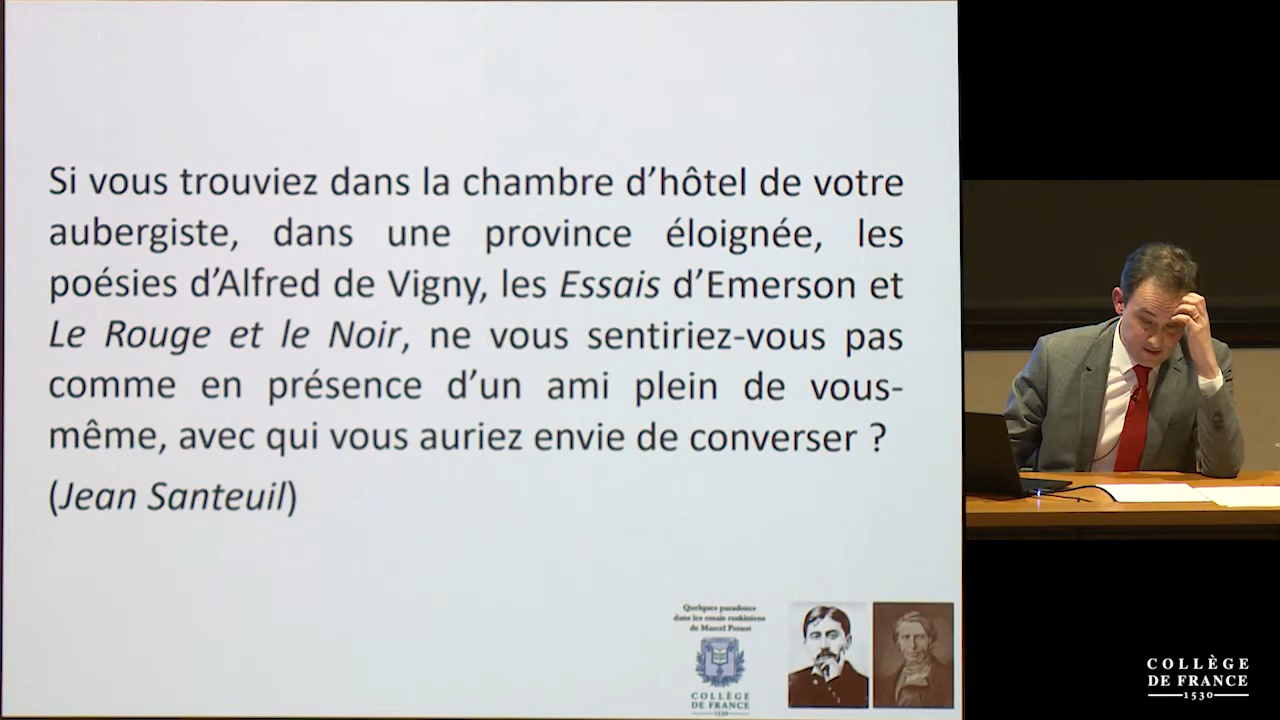 Si vous trouviez dans la chambre d’hôtel de votre
aubergiste, dans une province éloignée, les
poésies d’Alfred de Vigny, les Essais d’Emerson et
Le Rouge et le Noir, ne vous sentiriez-vous pas
comme en présence d’un ami plein de vous-
même, avec qui vous auriez envie de converser ?
(Jean Santeuil)
Quelques paradoxes
dans les essais ruskiniens
de Marcel Proust
COLLÈGE
DE FRANCE
1530
COLLÈGE
DE FRANCE
1530